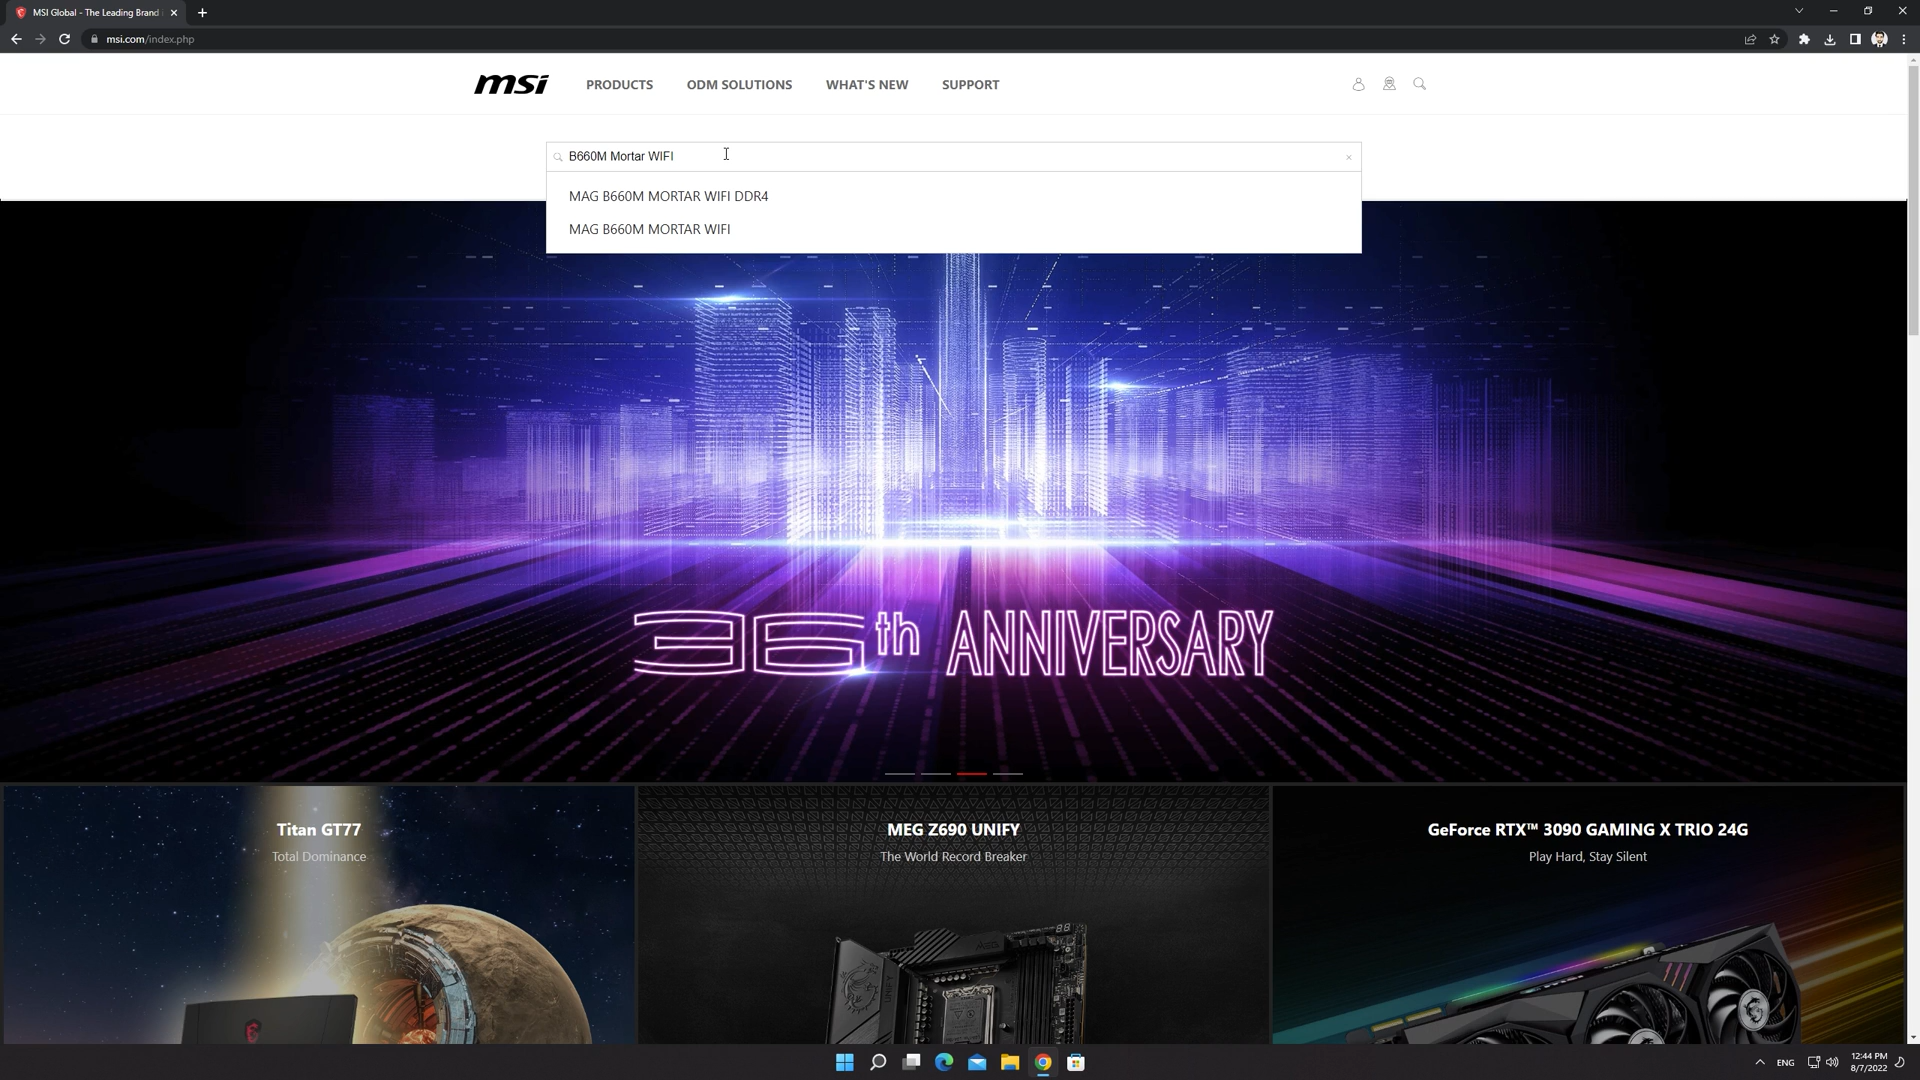 MSI Global - The Leading Brand
msi.com/index.php
msi
PRODUCTS
ODM SOLUTIONS
WHAT'S NEW
SUPPORT
B660M Mortar WIFI
MAG B660M MORTAR WIFI DDR4
MAG B660M MORTAR WIFI
36th ANNIVERSARY
Titan GT77
Total Dominance
MEG Z690 UNIFY
The World Record Breaker
GeForce RTX™ 3090 GAMING X TRIO 24G
Play Hard, Stay Silent
ENG
12:44 PM
8/7/2022